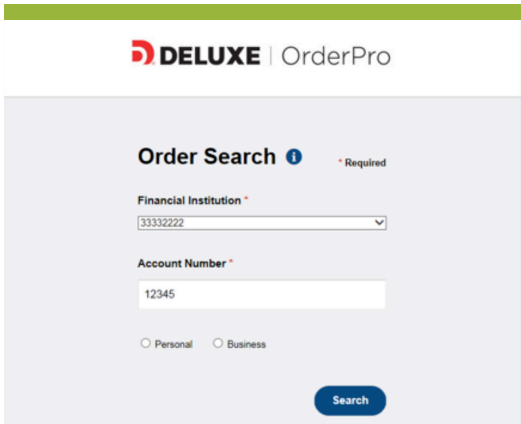 DELUXE | OrderPro
Order Search
* Required
Financial Institution *
33332222
Account Number *
12345
Personal
Business
Search